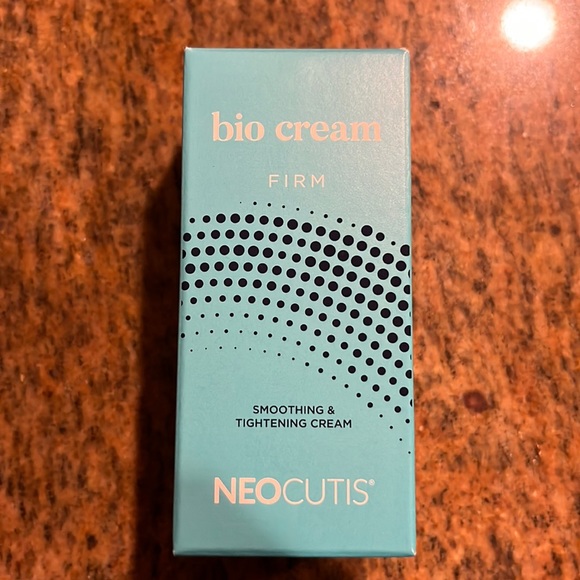 bio cream
FIRM
SMOOTHING &
TIGHTENING CREAM
NEOCUTIS®